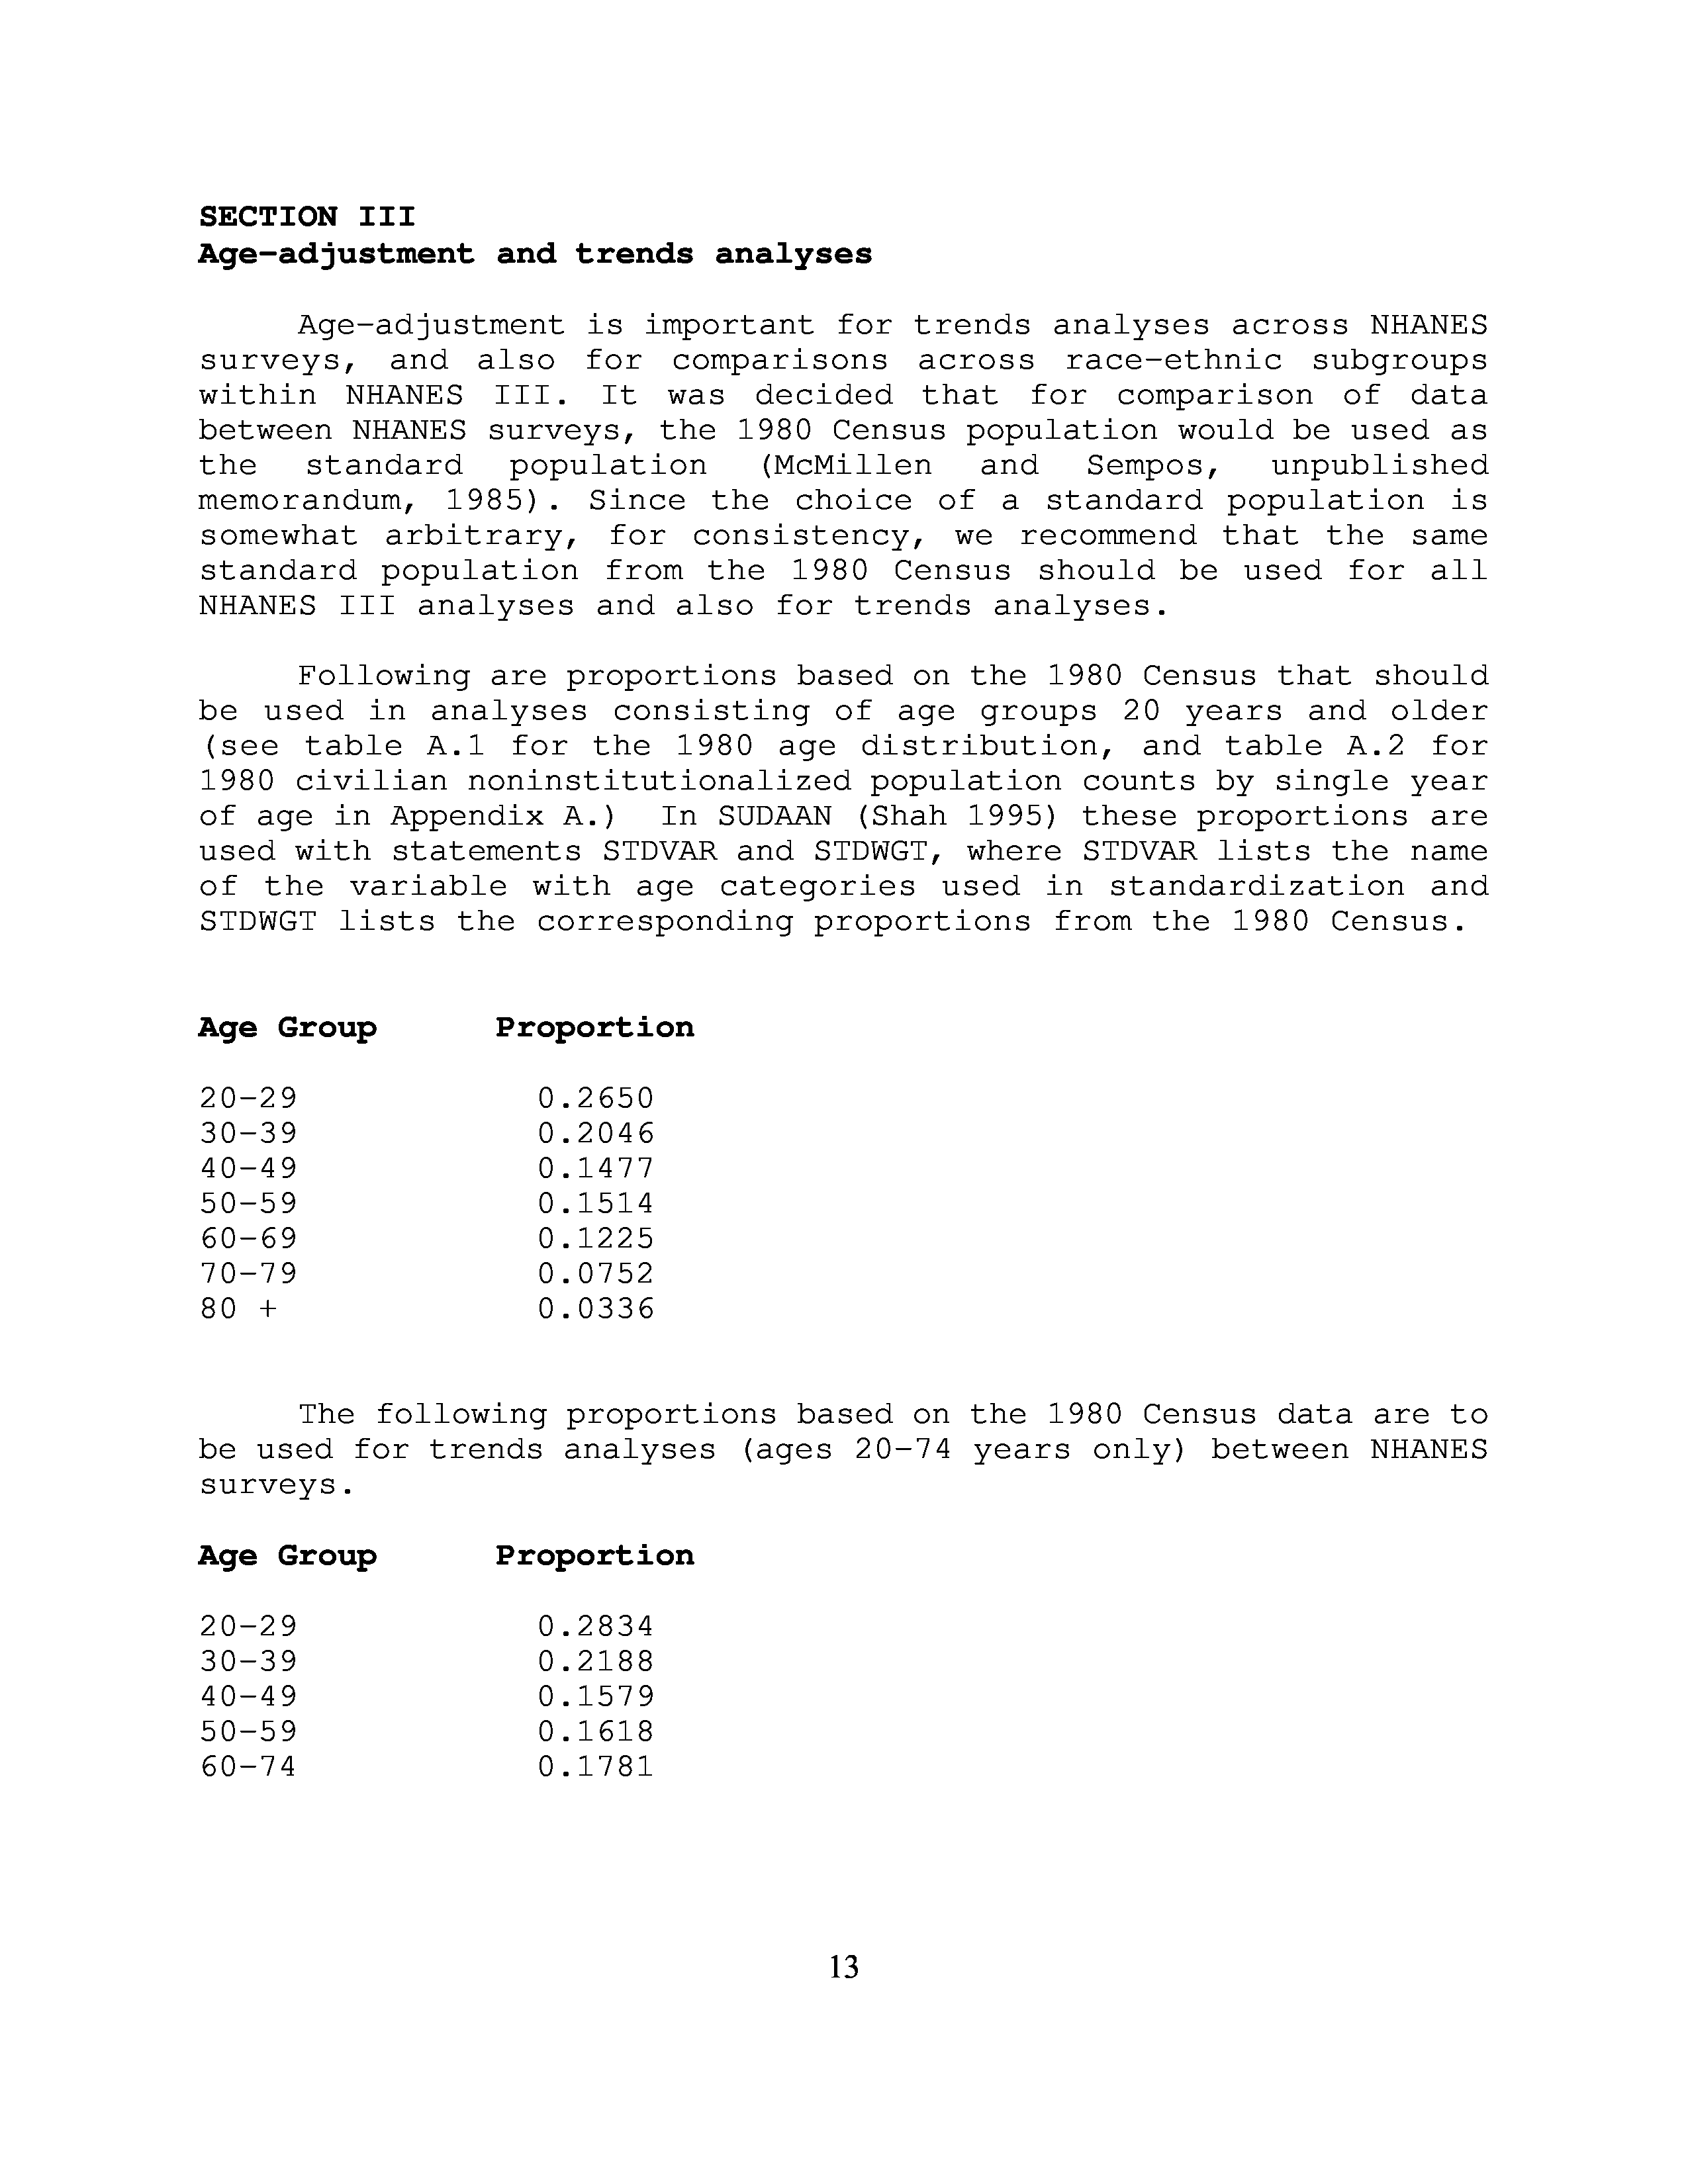 SECTION III
Age-adjustment and trends analyses
Age-adjustment is important for trends analyses across NHANES
surveys, and also for comparisons across race-ethnic subgroups
within NHANES III. It was decided that for comparison of data
between NHANES surveys, the 1980 Census population would be used as
the standard population (McMillen and Sempos, unpublished
memorandum, 1985). Since the choice of a standard population is
somewhat arbitrary, for consistency, we recommend that the same
standard population from the 1980 Census should be used for all
NHANES III analyses and also for trends analyses.
Following are proportions based on the 1980 Census that should
be used in analyses consisting of age groups 20 years and older
(see table A.1 for the 1980 age distribution, and table A.2 for
1980 civilian noninstitutionalized population counts by single year
of age in Appendix A.) In SUDAAN (Shah 1995) these proportions are
used with statements STDVAR and STDWGT, where STDVAR lists the name
of the variable with age categories used in standardization and
STDWGT lists the corresponding proportions from the 1980 Census.
Age Group Proportion
20-29 0.2650
30-39 0.2046
40-49 0.1477
50-59 0.1514
60-69 0.1225
70-79 0.0752
80 + 0.0336
The following proportions based on the 1980 Census data are to
be used for trends analyses (ages 20-74 years only) between NHANES
surveys.
Age Group Proportion
20-29 0.2834
30-39 0.2188
40-49 0.1579
50-59 0.1618
60-74 0.1781
13